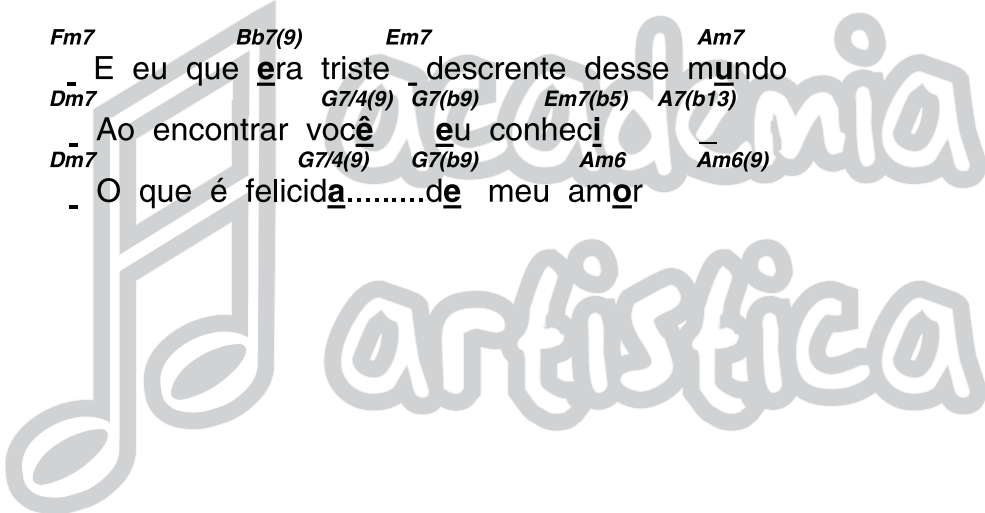 Fm7 Bb7(9) Em7 Am7
_ E eu que era triste _ descrente desse mundo
Dm7 G7/4(9) G7(b9) Em7(b5) A7(b13)
_ Ao encontrar você eu conheci _
Dm7 G7/4(9) G7(b9) Am6 Am6(9)
_ O que é felicida.........de meu amor
academia
artistica